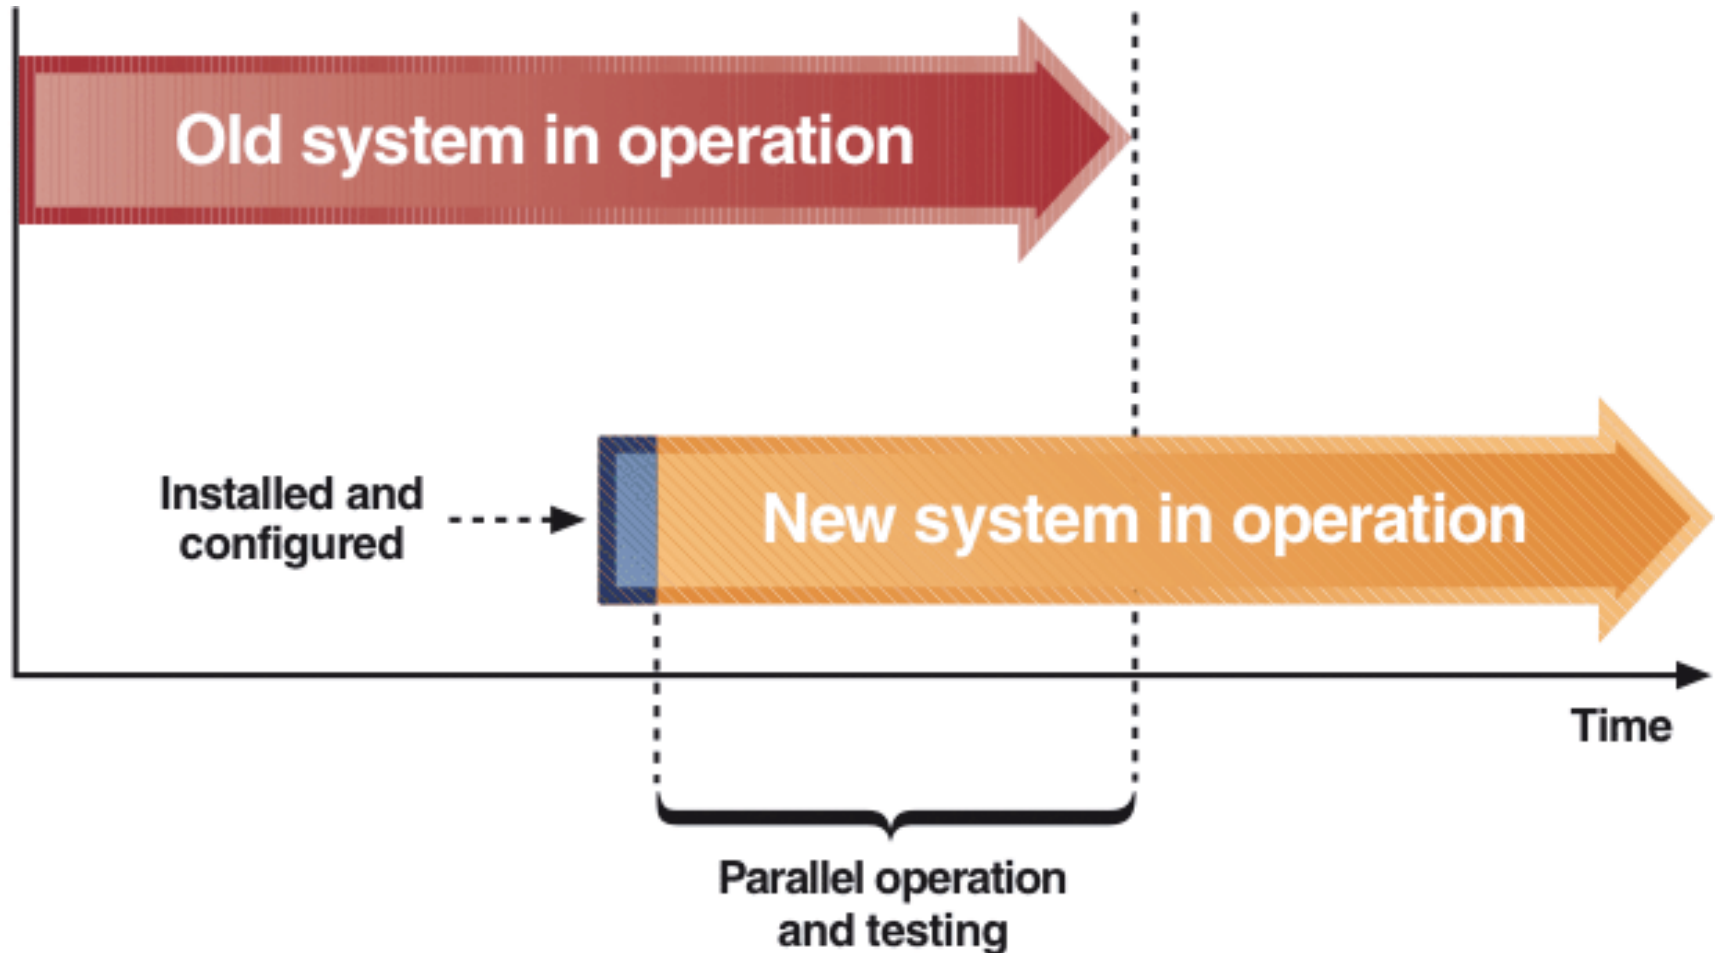 Old system in operation
Installed and
configured
New system in operation
Time
Parallel operation
and testing